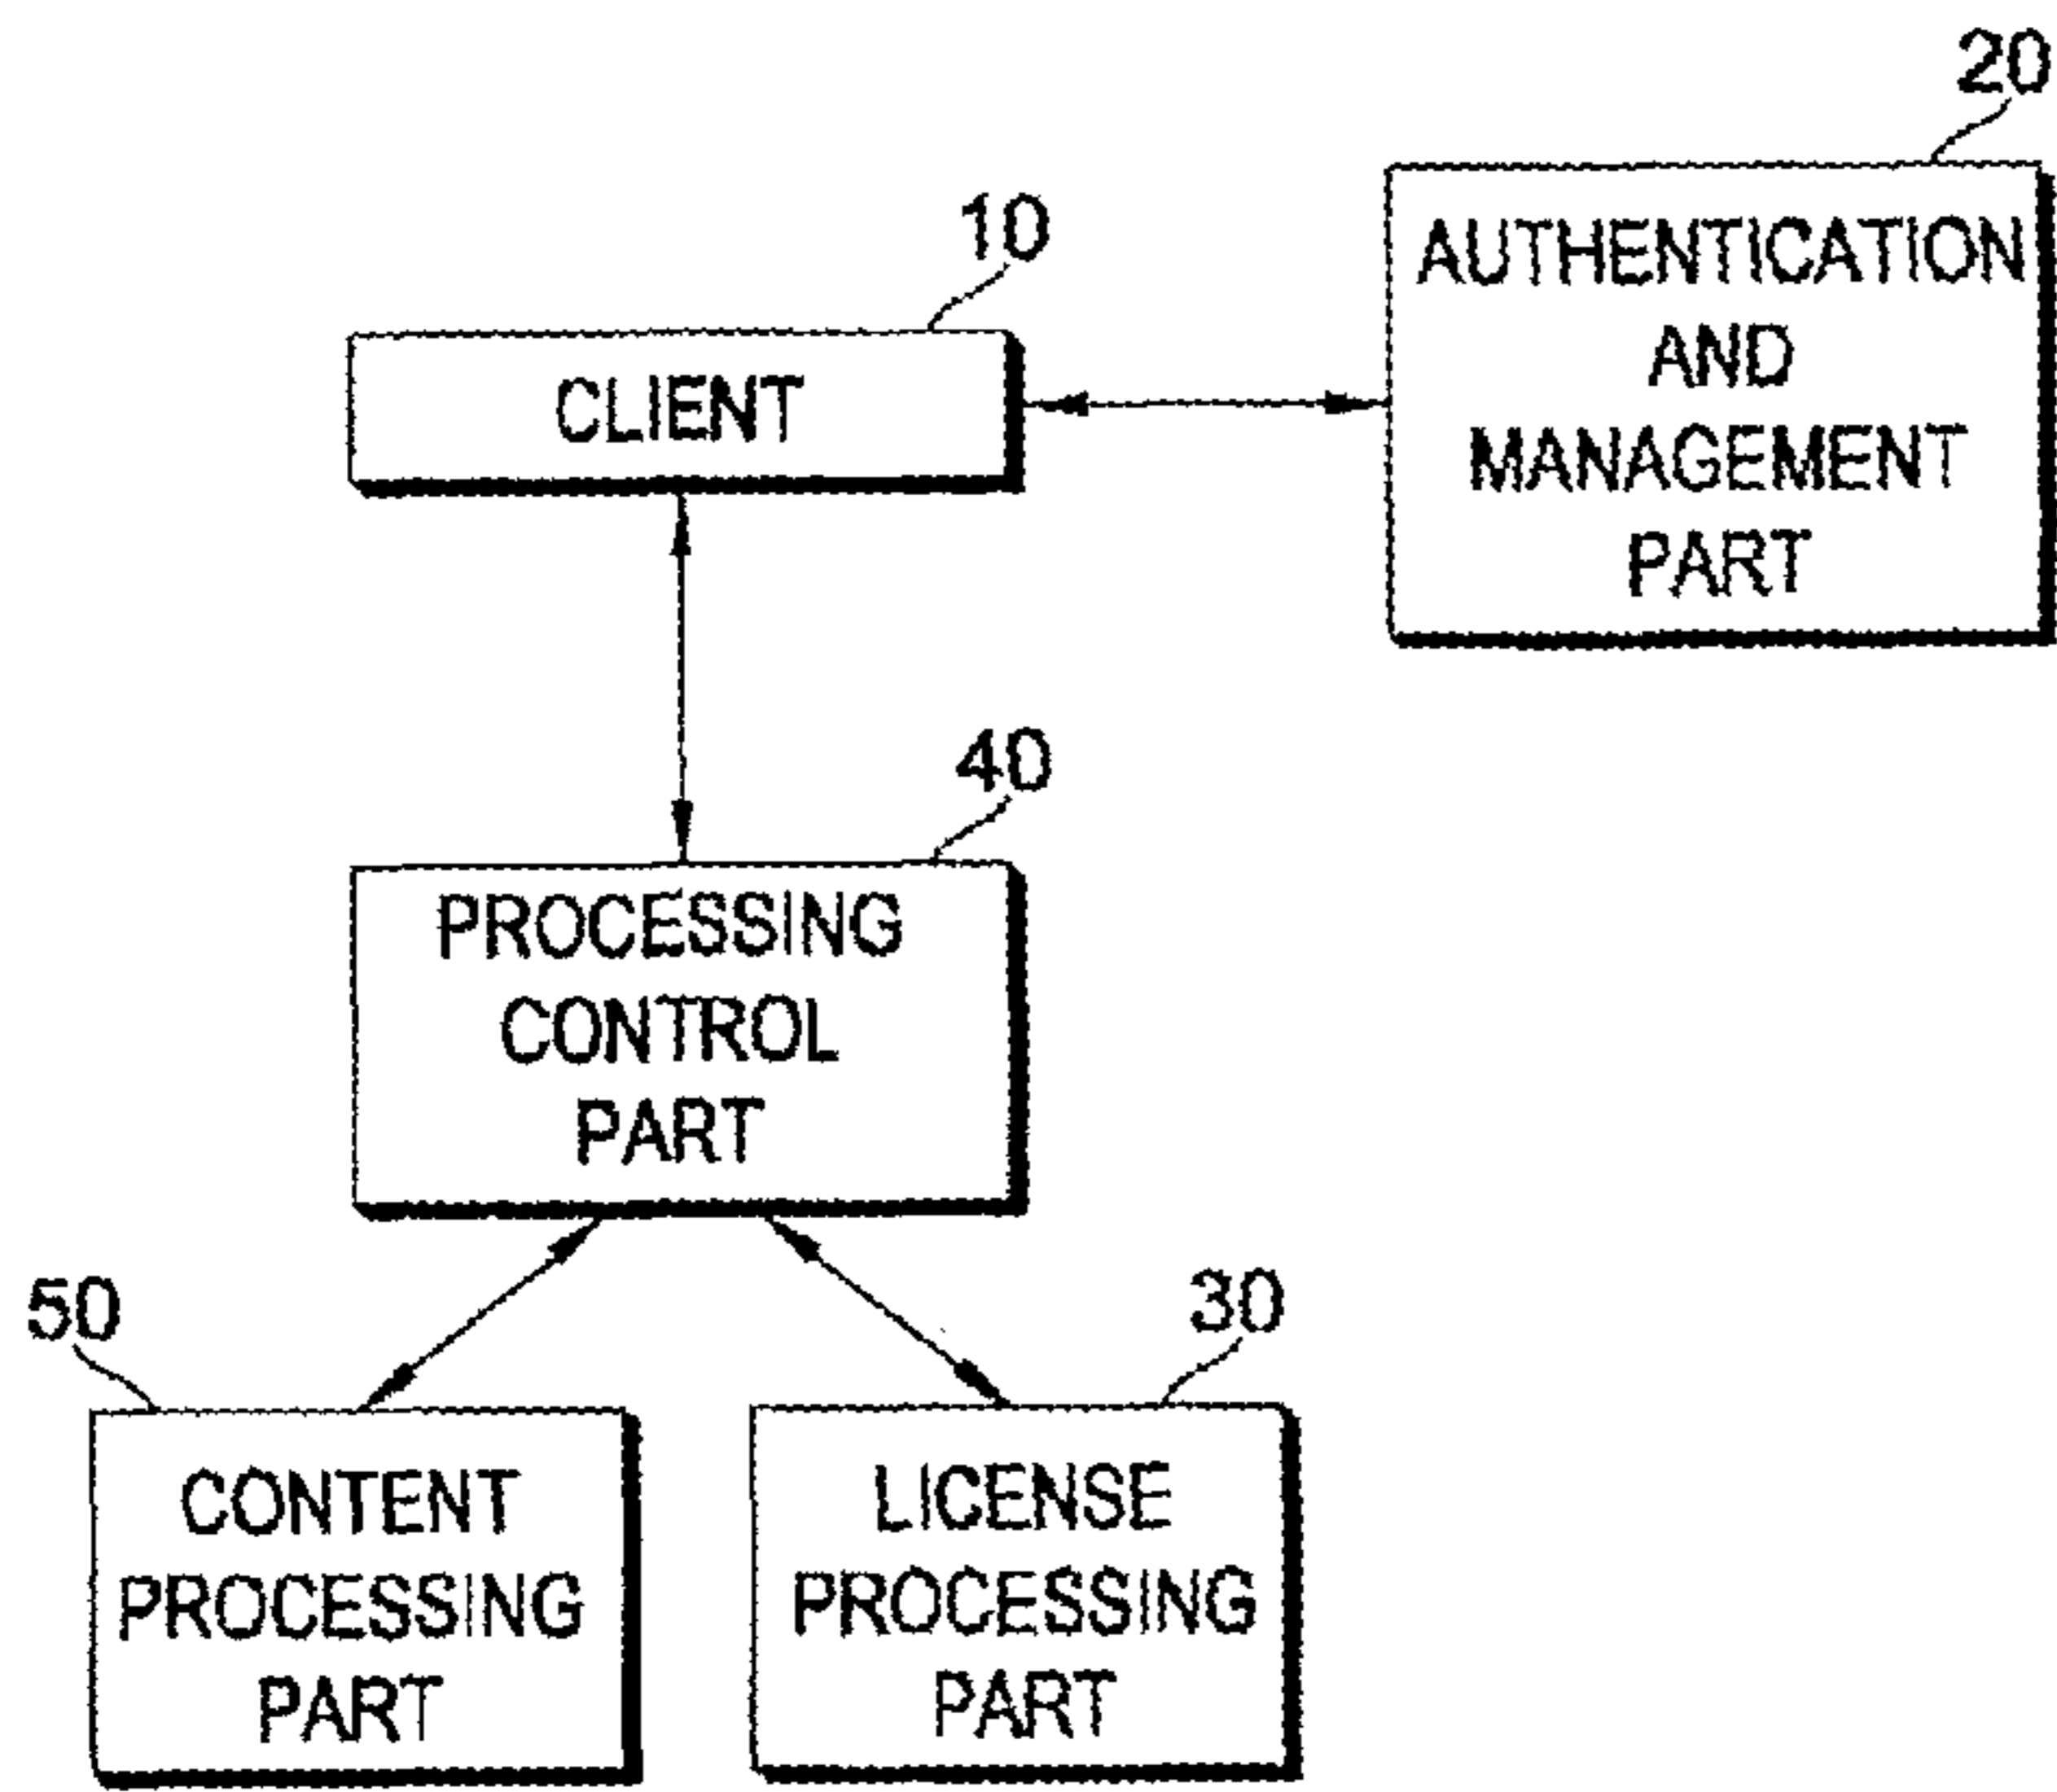 20
AUTHENTICATION
AND
MANAGEMENT
PART
10
CLIENT
40
PROCESSING
CONTROL
PART
50
CONTENT
PROCESSING
PART
30
LICENSE
PROCESSING
PART